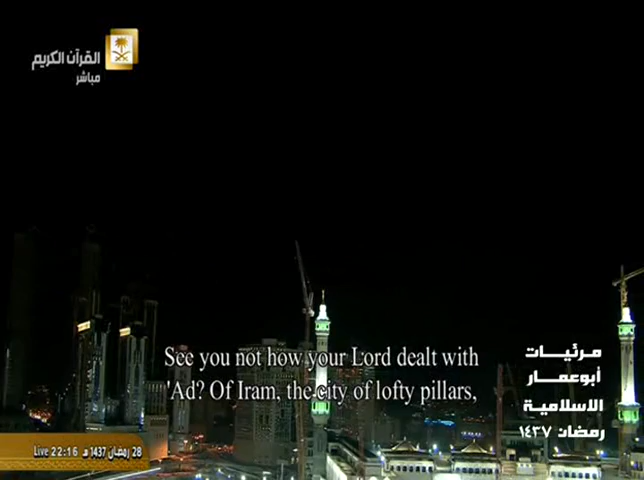 القرآن الكريم
مباشر
See you not how your Lord dealt with
'Ad? Of Iram, the city of lofty pillars,
مرئيات
أبوعمار
الاسلامية
رمضان ١٤٣٧
28 رمضان 1437 هـ Live 22:16